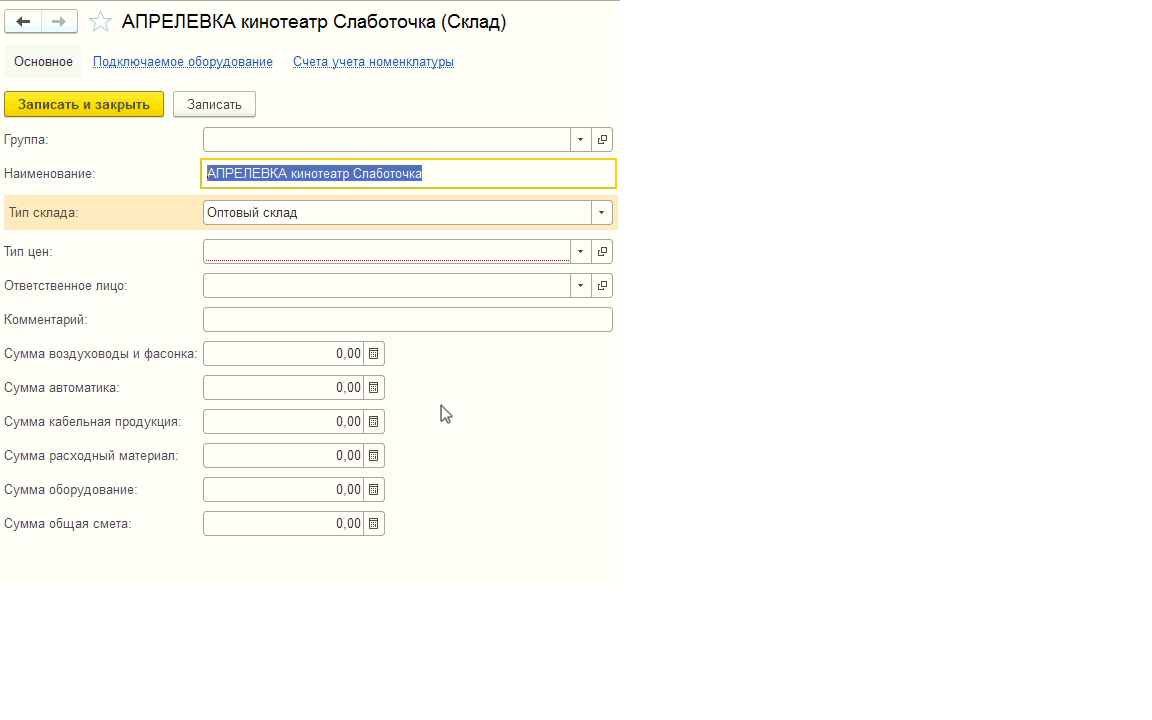 АПРЕЛЕВКА кинотеатр Слаботочка (Склад)
Основное Подключаемое оборудование Счета учета номенклатуры
Записать и закрыть Записать
Группа:
Наименование: АПРЕЛЕВКА кинотеатр Слаботочка
Тип склада: Оптовый склад
Тип цен:
Ответственное лицо:
Комментарий:
Сумма воздуховоды и фасонка: 0,00
Сумма автоматика: 0,00
Сумма кабельная продукция: 0,00
Сумма расходный материал: 0,00
Сумма оборудование: 0,00
Сумма общая смета: 0,00